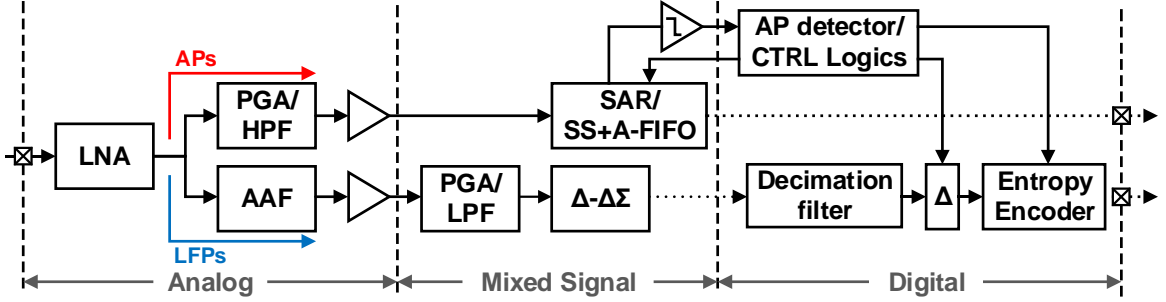 APs
LNA
PGA/
HPF
AAF
LFPs
PGA/
LPF
SAR/
SS+A-FIFO
Δ-ΔΣ
AP detector/
CTRL Logics
Decimation
filter
Δ
Entropy
Encoder
Analog
Mixed Signal
Digital